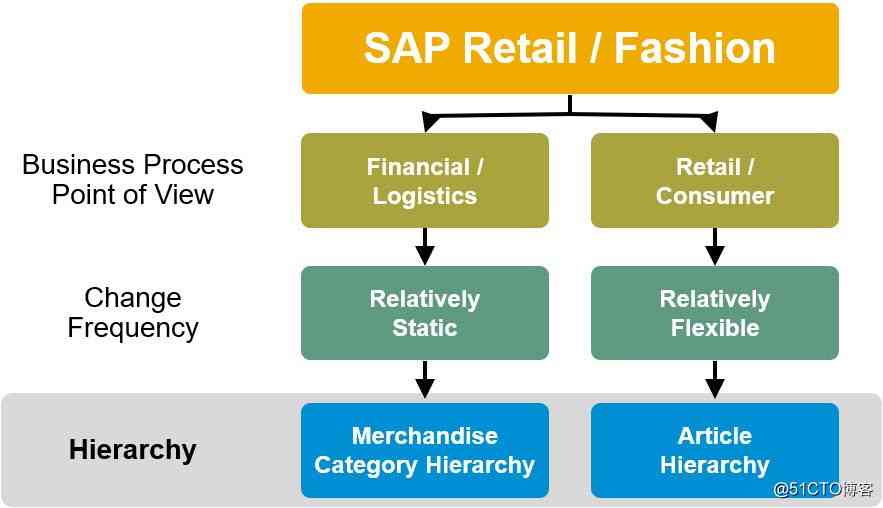 SAP Retail / Fashion
Business Process
Point of View
Financial /
Logistics
Retail /
Consumer
Change
Frequency
Relatively
Static
Relatively
Flexible
Hierarchy
Merchandise
Category Hierarchy
Article
Hierarchy
@51CTO博客